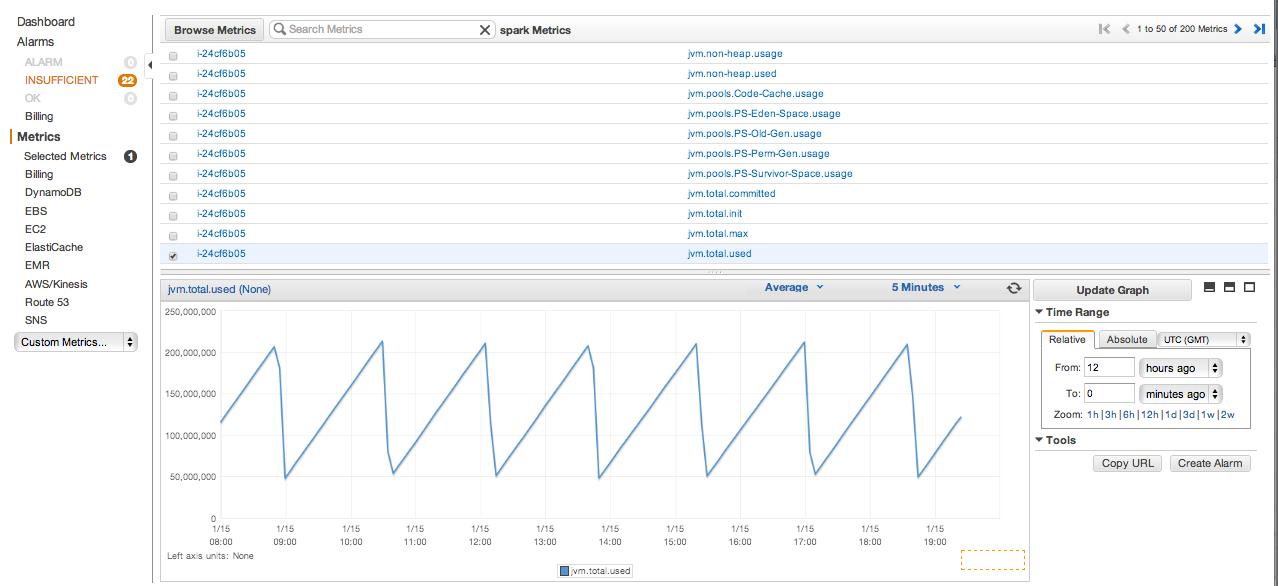 Dashboard
Alarms
ALARM 0
INSUFFICIENT 22
OK 0
Billing
Metrics
Selected Metrics 1
Billing
DynamoDB
EBS
EC2
ElastiCache
EMR
AWS/Kinesis
Route 53
SNS
Custom Metrics...
Browse Metrics Search Metrics spark Metrics 1 to 50 of 200 Metrics
i-24cf6b05 jvm.non-heap.usage
i-24cf6b05 jvm.non-heap.used
i-24cf6b05 jvm.pools.Code-Cache.usage
i-24cf6b05 jvm.pools.PS-Eden-Space.usage
i-24cf6b05 jvm.pools.PS-Old-Gen.usage
i-24cf6b05 jvm.pools.PS-Perm-Gen.usage
i-24cf6b05 jvm.pools.PS-Survivor-Space.usage
i-24cf6b05 jvm.total.committed
i-24cf6b05 jvm.total.init
i-24cf6b05 jvm.total.max
i-24cf6b05 jvm.total.used
jvm.total.used (None) Average 5 Minutes
250,000,000
200,000,000
150,000,000
100,000,000
50,000,000
0
1/15 1/15 1/15 1/15 1/15 1/15 1/15 1/15 1/15 1/15 1/15 1/15
08:00 09:00 10:00 11:00 12:00 13:00 14:00 15:00 16:00 17:00 18:00 19:00
Left axis units: None
jvm.total.used
Update Graph
Time Range
Relative Absolute UTC (GMT)
From: 12 hours ago
To: 0 minutes ago
Zoom: 1h|3h|6h|12h|1d|3d|1w|2w
Tools
Copy URL Create Alarm